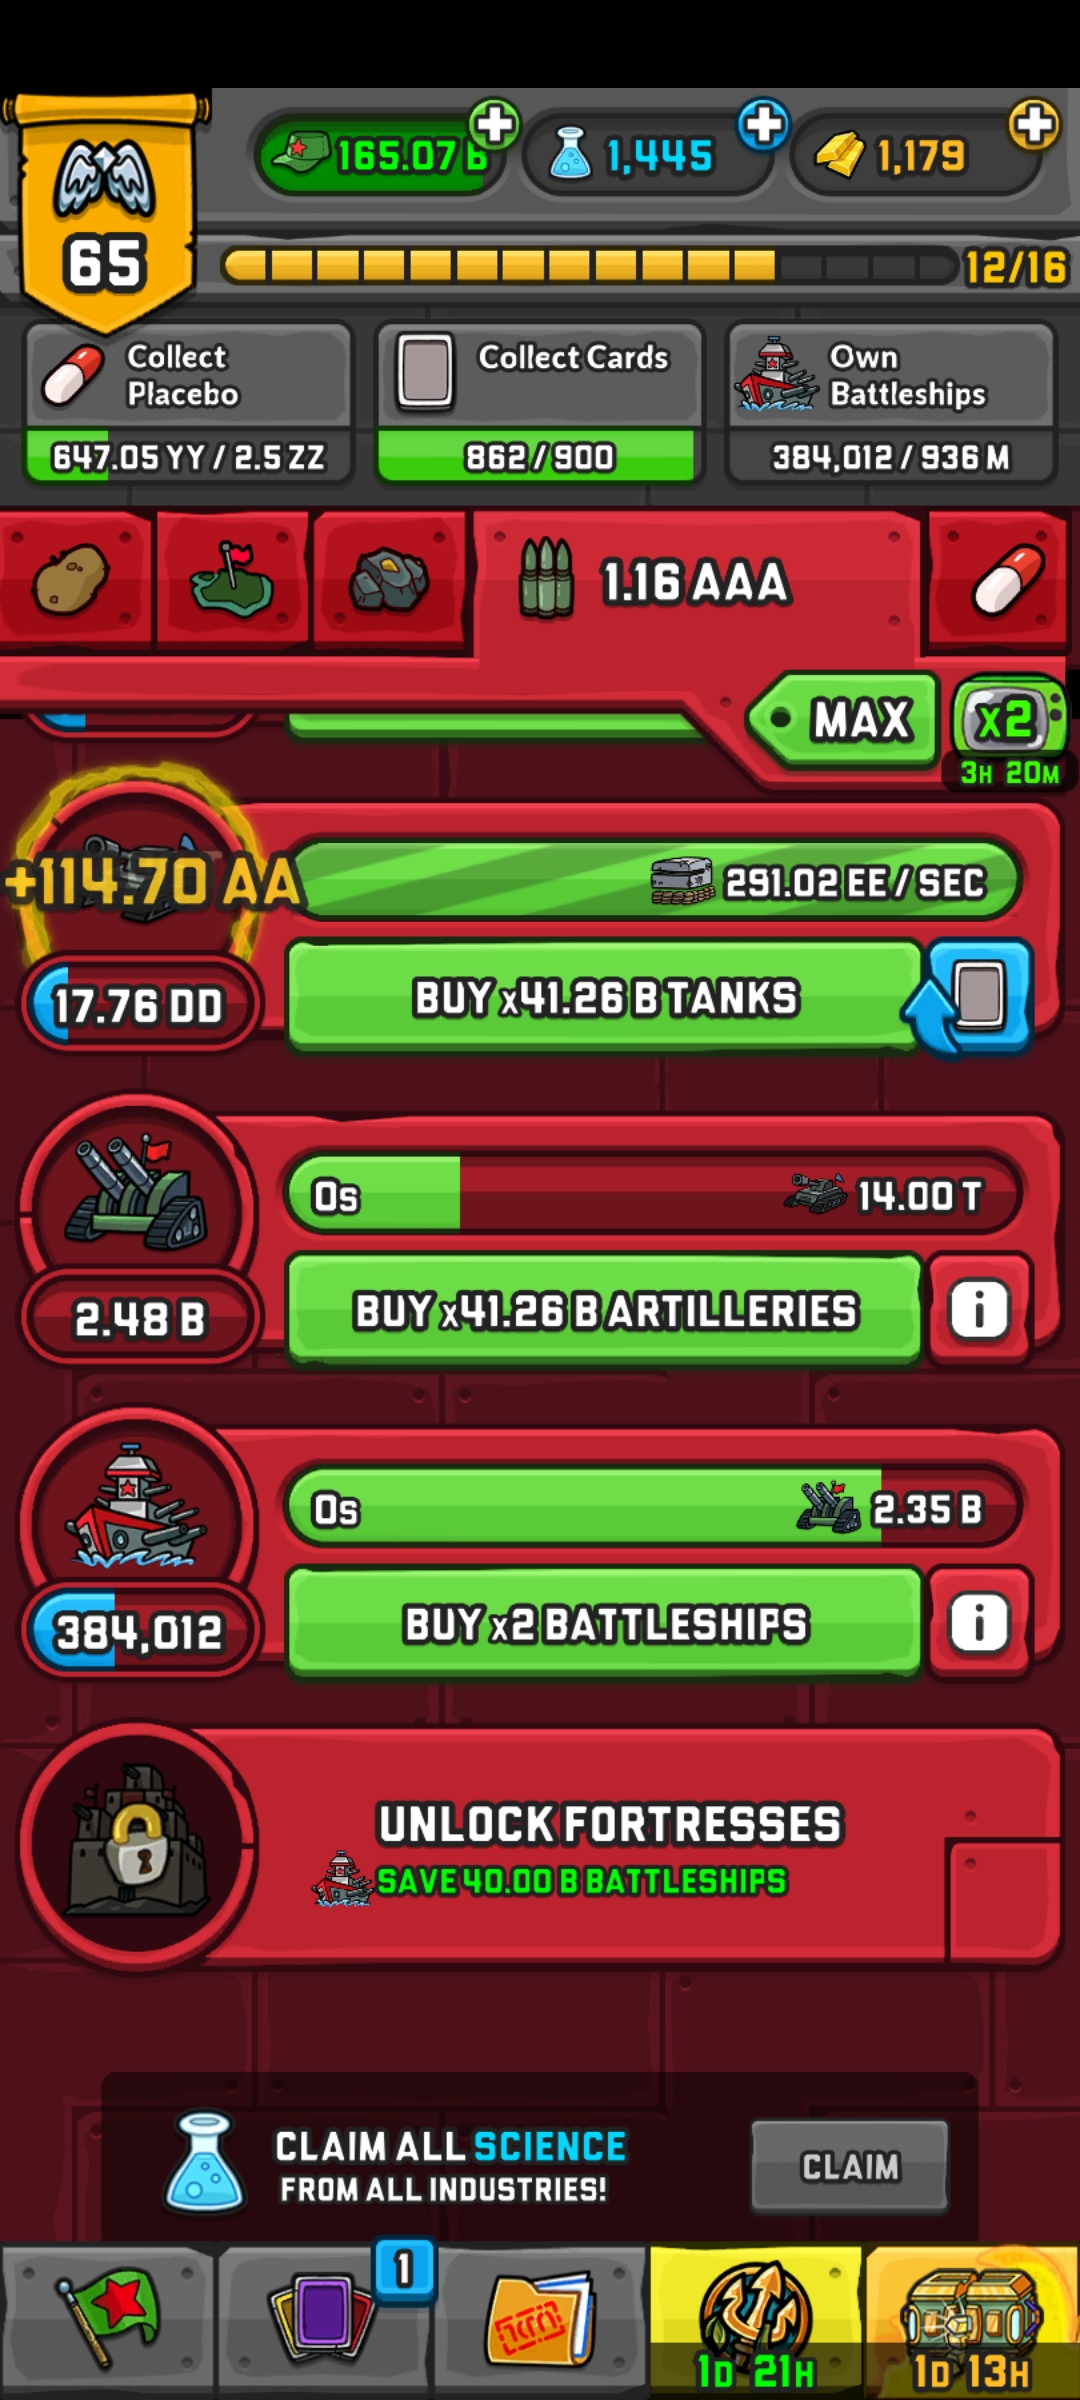 165.07 B
1,445
1,179
65
12/16
Collect
Placebo
Collect Cards
Own
Battleships
647.05 YY / 2.5 ZZ
862/900
384,012 / 936 M
1.16 AAA
MAX
x2
3H 20M
+114.70 AA
291.02 EE / SEC
17.76 DD
BUY x41.26 B TANKS
0s
14.00 T
2.48 B
BUY x41.26 B ARTILLERIES
i
0s
2.35 B
384,012
BUY x2 BATTLESHIPS
i
UNLOCK FORTRESSES
SAVE 40.00 B BATTLESHIPS
CLAIM ALL SCIENCE
FROM ALL INDUSTRIES!
CLAIM
1
1D 21H
1D 13H